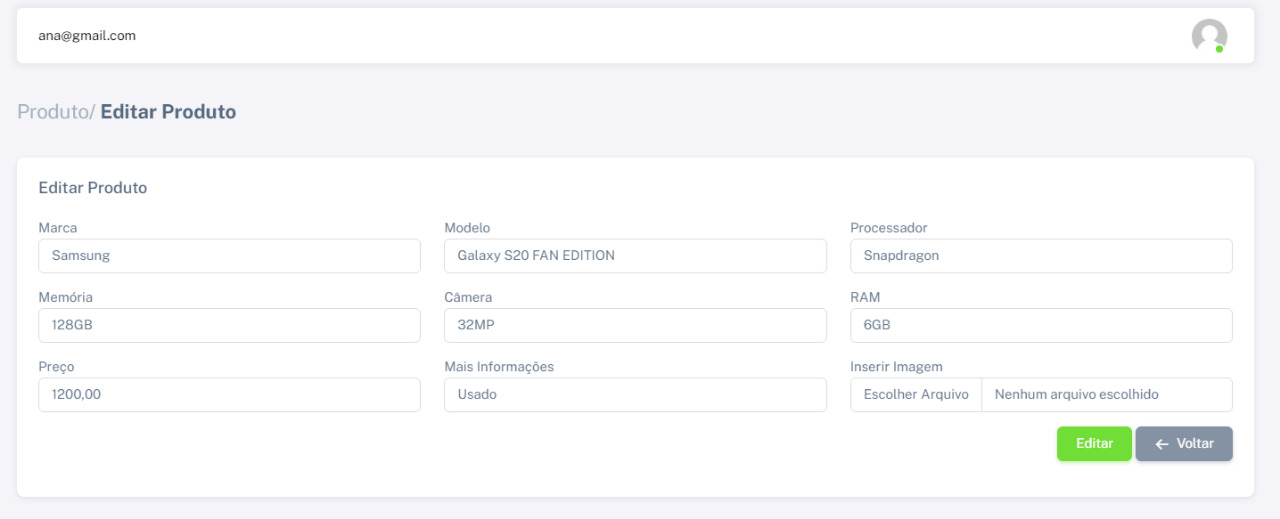 ana@gmail.com
Produto/ Editar Produto
Editar Produto
Marca Modelo Processador
Samsung Galaxy S20 FAN EDITION Snapdragon
Memória Câmera RAM
128GB 32MP 6GB
Preço Mais Informações Inserir Imagem
1200,00 Usado Escolher Arquivo Nenhum arquivo escolhido
Editar ← Voltar